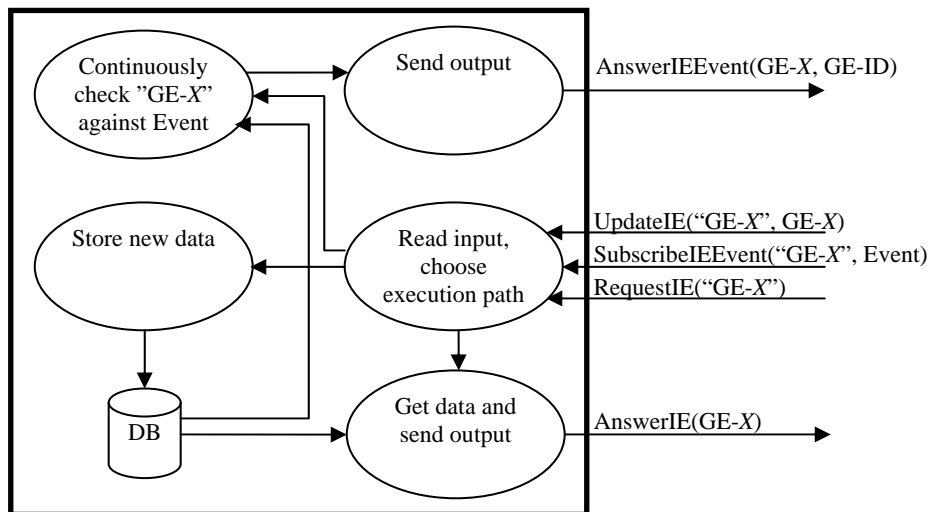 Continuously
check ”GE-X”
against Event
Send output
AnswerIEEvent(GE-X, GE-ID)
Store new data
Read input,
choose
execution path
UpdateIE(“GE-X”, GE-X)
SubscribeIEEvent(“GE-X”, Event)
RequestIE(“GE-X”)
DB
Get data and
send output
AnswerIE(GE-X)